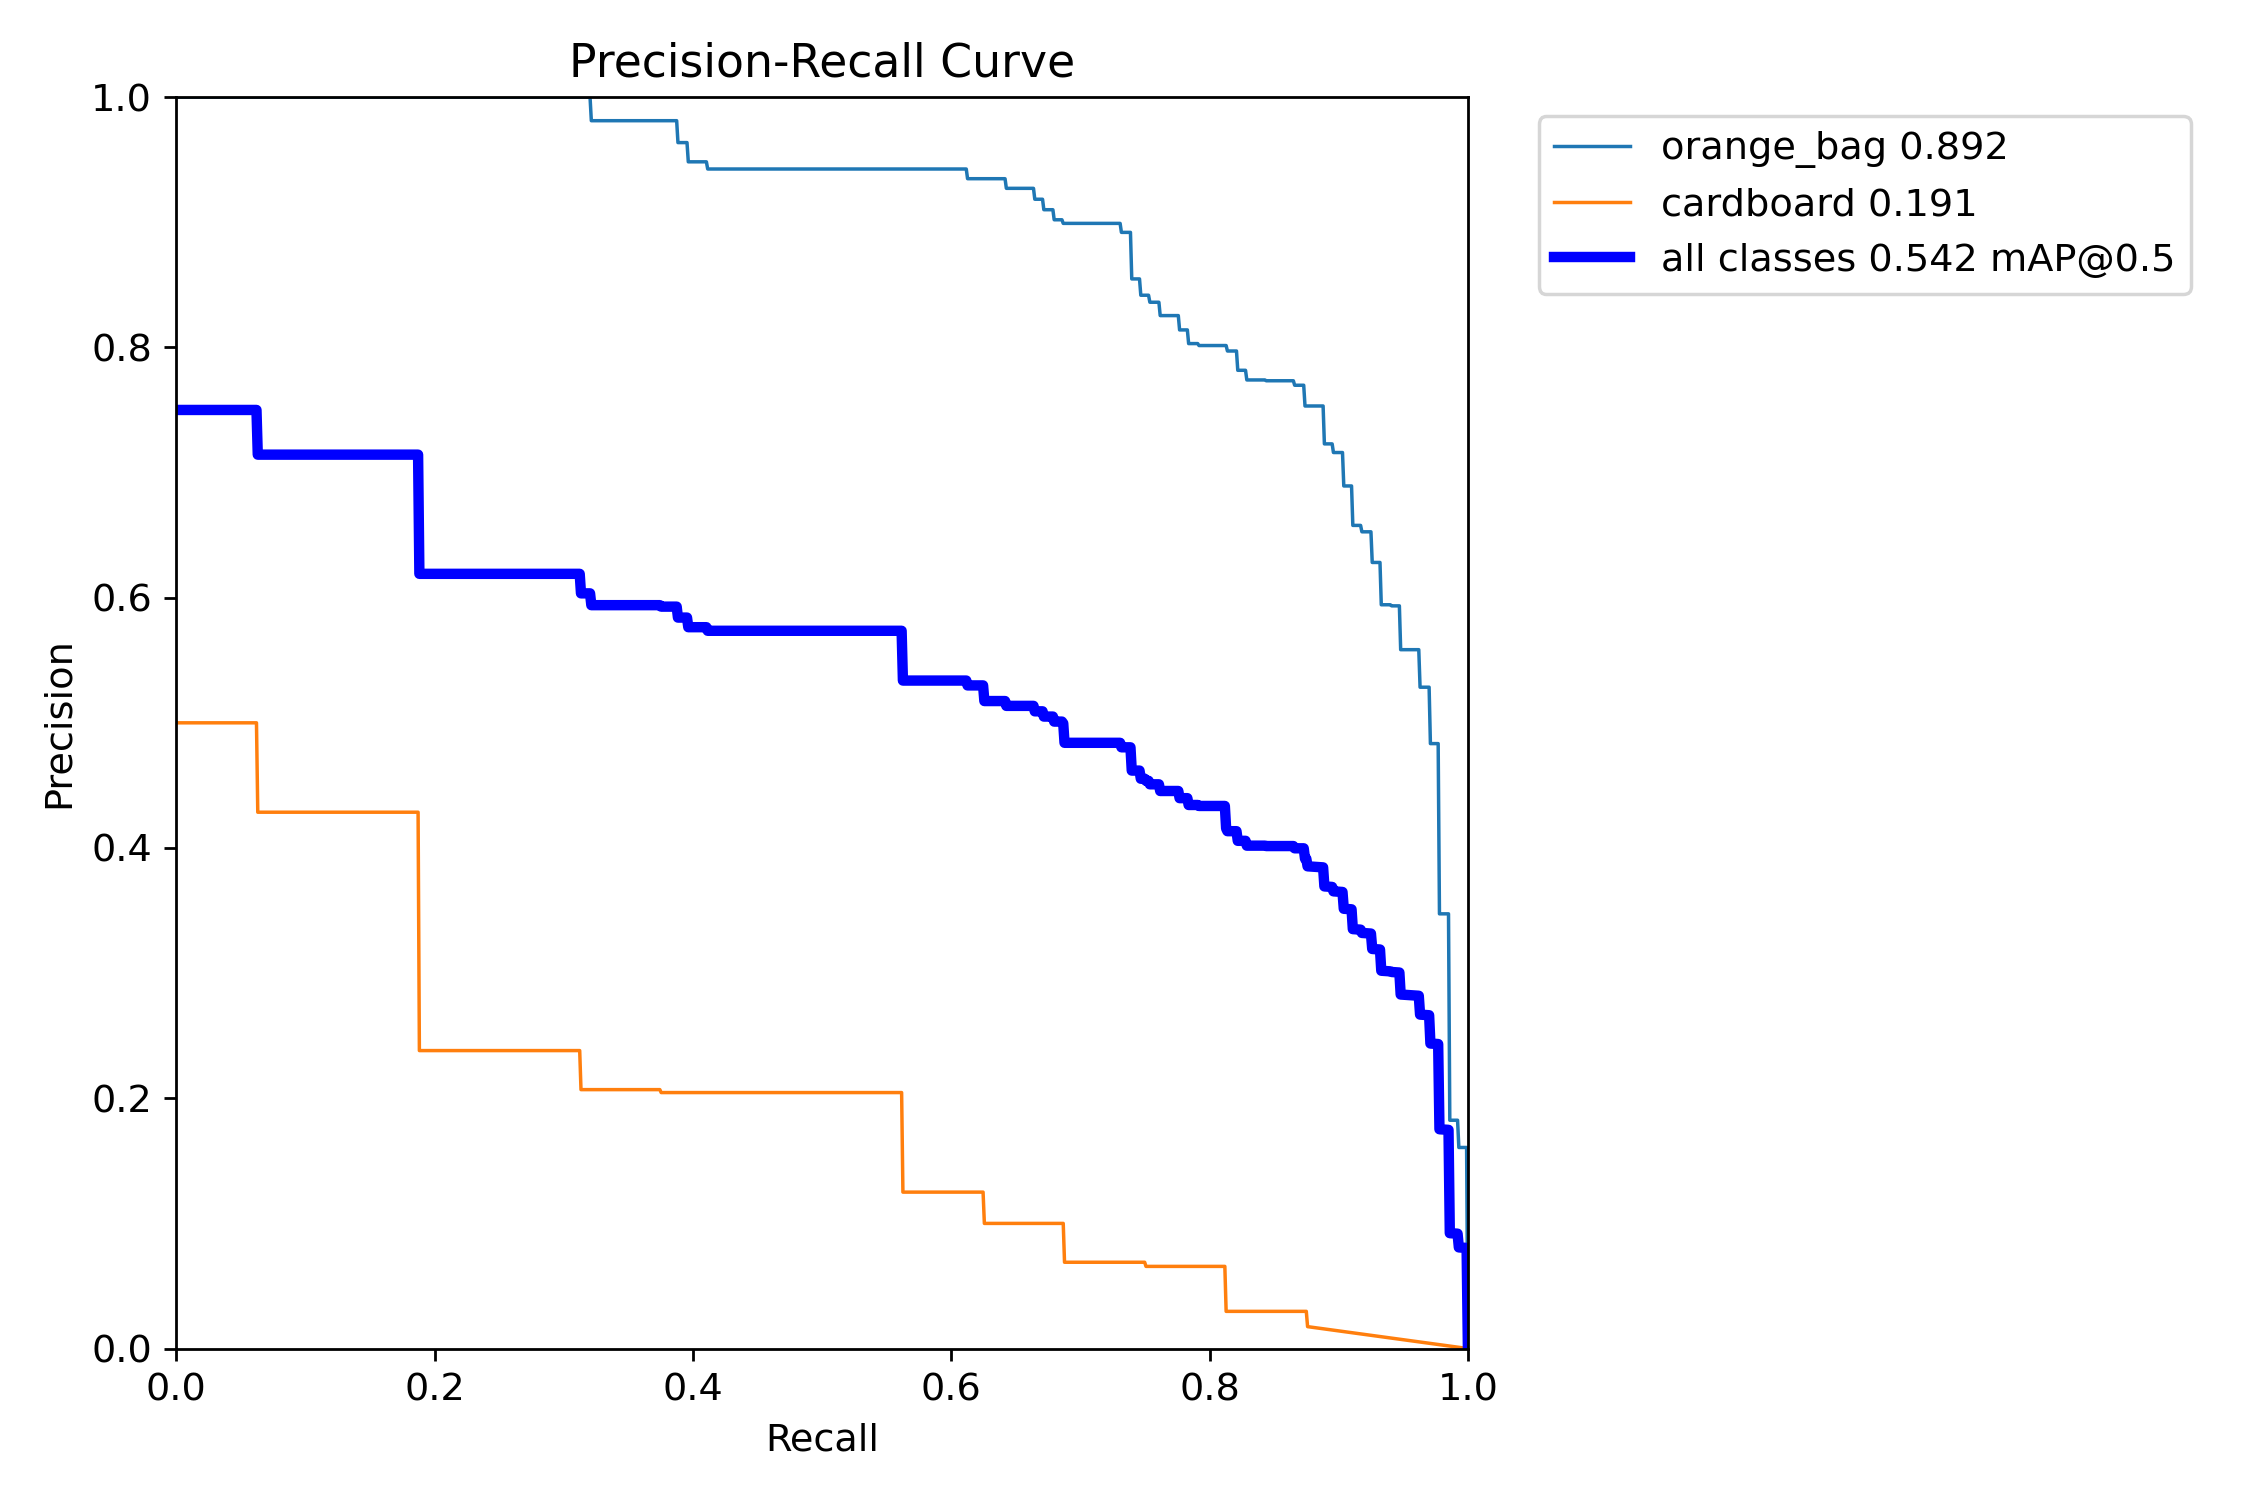 Precision-Recall Curve
1.0
0.8
0.6
0.4
0.2
0.0
Precision
0.0 0.2 0.4 0.6 0.8 1.0
Recall
orange_bag 0.892
cardboard 0.191
all classes 0.542 mAP@0.5